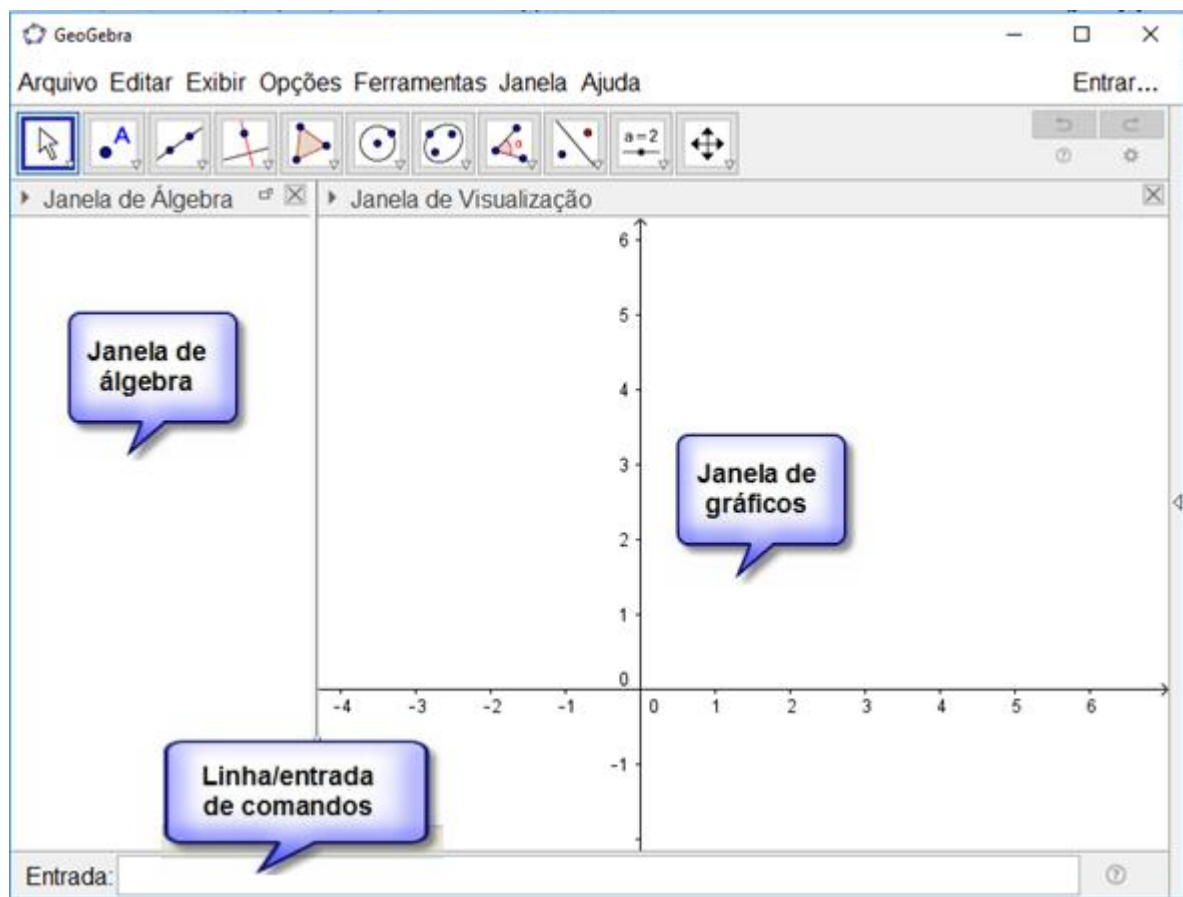 GeoGebra
Arquivo Editar Exibir Opções Ferramentas Janela Ajuda Entrar...
A
α
a=2
Janela de Álgebra
Janela de Visualização
Janela de
álgebra
Janela de
gráficos
6
5
4
3
2
1
0
-1
-4 -3 -2 -1 0 1 2 3 4 5 6
Linha/entrada
de comandos
Entrada: